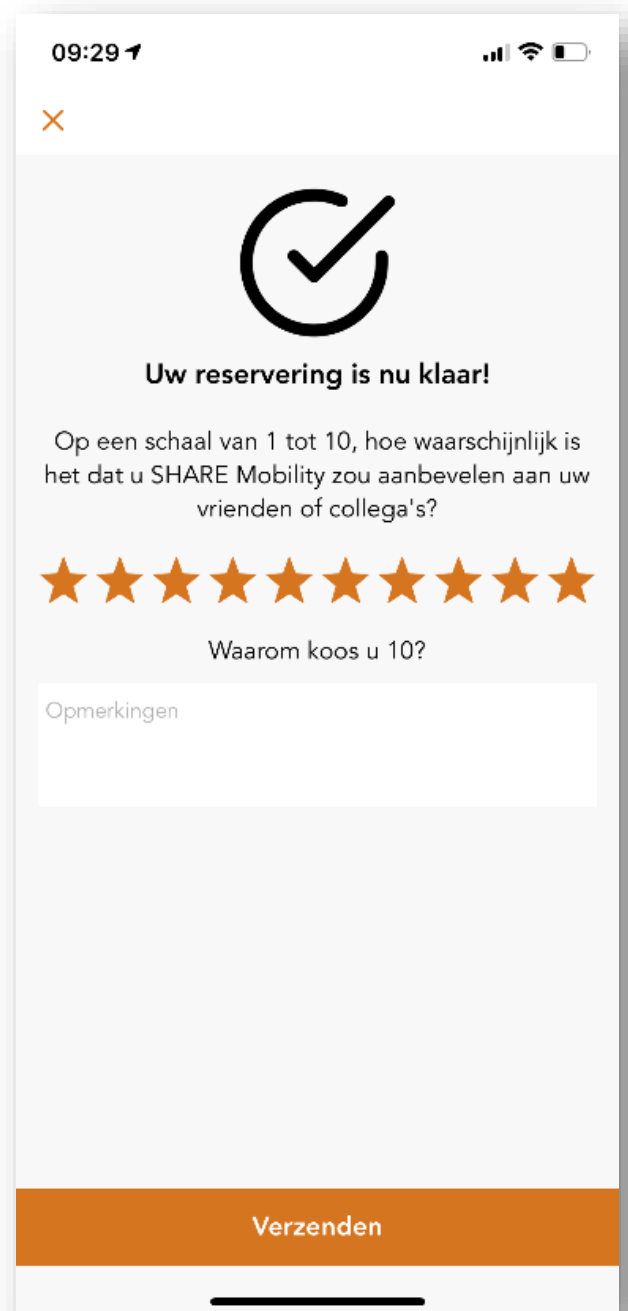 09:29
Uw reservering is nu klaar!
Op een schaal van 1 tot 10, hoe waarschijnlijk is
het dat u SHARE Mobility zou aanbevelen aan uw
vrienden of collega's?
Waarom koos u 10?
Opmerkingen
Verzenden